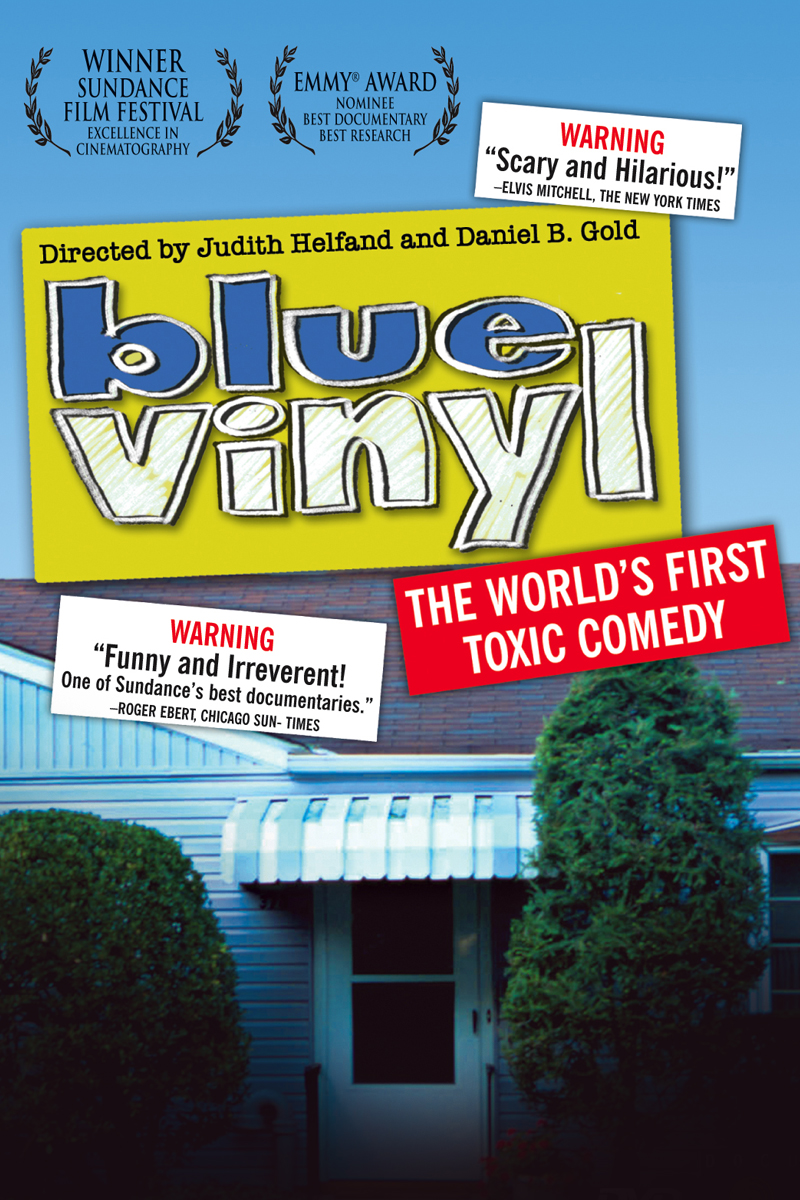 WINNER
SUNDANCE
FILM FESTIVAL
EXCELLENCE IN
CINEMATOGRAPHY
EMMY® AWARD
NOMINEE
BEST DOCUMENTARY
BEST RESEARCH
WARNING
“Scary and Hilarious!”
–ELVIS MITCHELL, THE NEW YORK TIMES
Directed by Judith Helfand and Daniel B. Gold
blue
vinyl
THE WORLD’S FIRST
TOXIC COMEDY
WARNING
“Funny and Irreverent!
One of Sundance’s best documentaries.”
–ROGER EBERT, CHICAGO SUN- TIMES